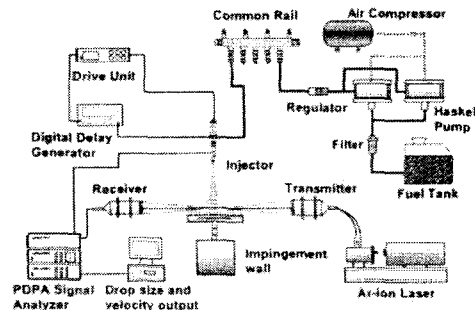 Common Rail
Air Compressor
Drive Unit
Regulator
Haskel
Pump
Digital Delay
Generator
Filter
Injector
Fuel Tank
Receiver
Transmitter
Impingement
wall
PDPA Signal
Analyzer
Drop size and
velocity output
Ar-ion Laser